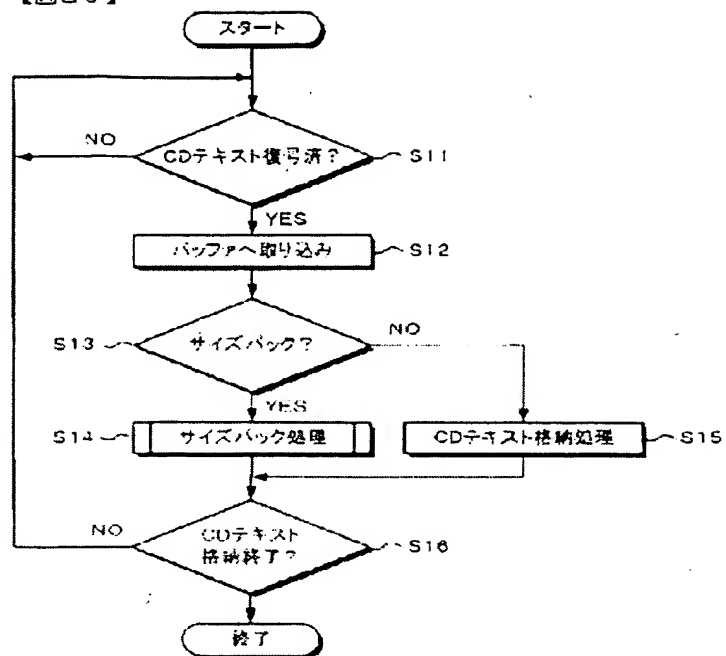 スタート
NO
CDテキスト復号済?
S11
YES
バッファへ取り込み
S12
S13
サイズパック?
NO
YES
S14
サイズパック処理
CDテキスト格納処理
S15
NO
CDテキスト
格納終了?
S16
終了